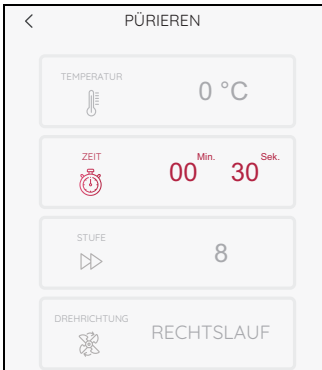 PÜRIEREN
TEMPERATUR
0 °C
ZEIT
00 Min. 30 Sek.
STUFE
8
DREHRICHTUNG
RECHTSLAUF